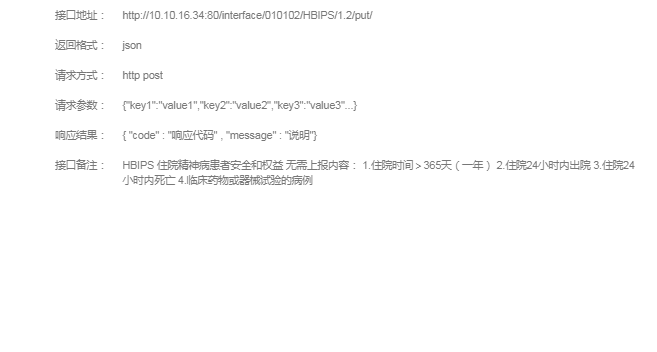 接口地址： http://10.10.16.34:80/interface/010102/HBIPS/1.2/put/
返回格式： json
请求方式： http post
请求参数： {"key1":"value1","key2":"value2","key3":"value3"...}
响应结果： { "code" : "响应代码" , "message" : "说明"}
接口备注： HBIPS 住院精神病患者安全和权益 无需上报内容： 1.住院时间＞365天（一年） 2.住院24小时内出院 3.住院24
小时内死亡 4.临床药物或器械试验的病例